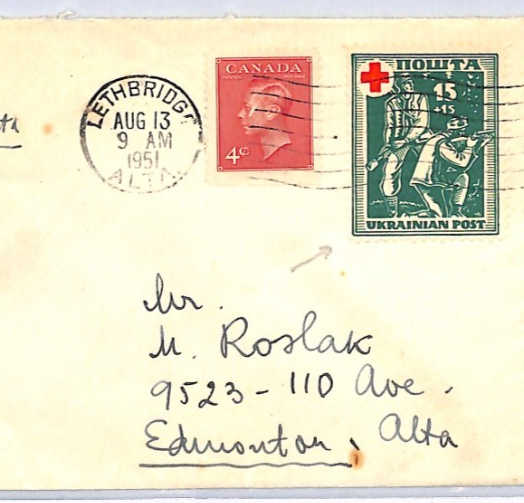 LETHBRIDGE
AUG 13
9 AM
1951
ALTA.
CANADA
4¢
ПОШТА
15
+15
UKRAINIAN POST
Mr.
M. Roslak
9523-110 Ave.
Edmonton, Alta